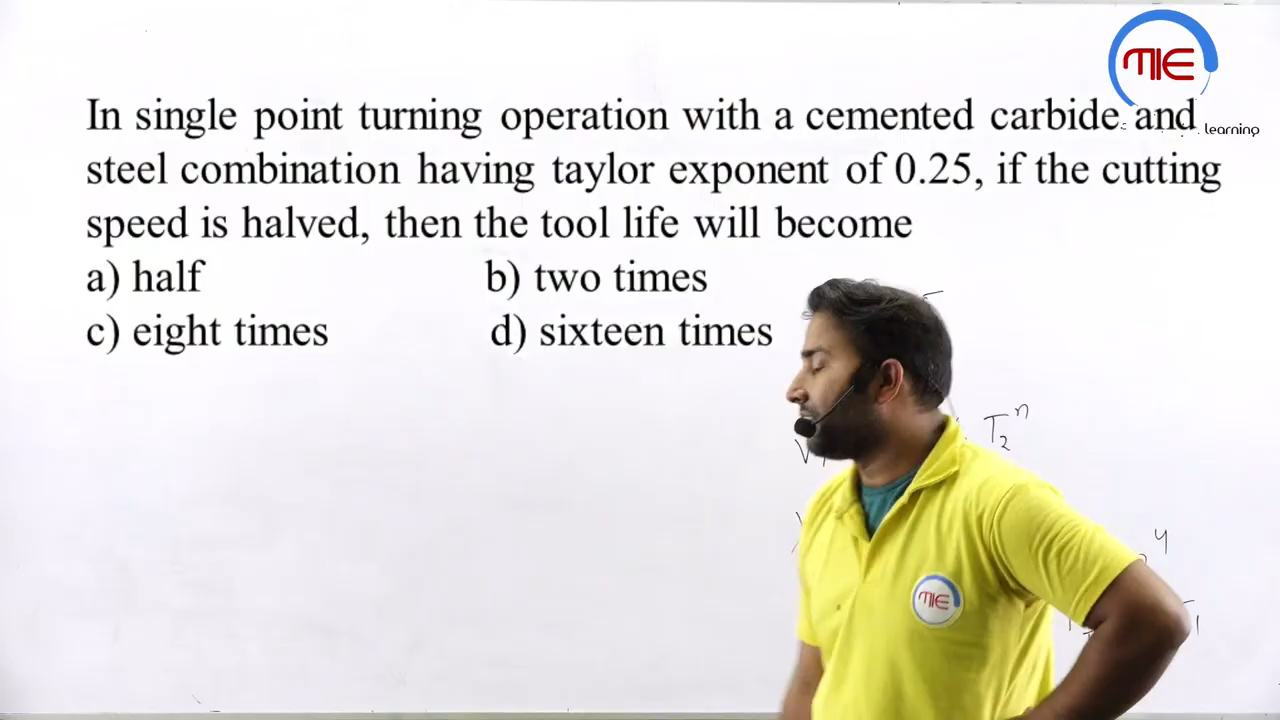 MIE
In single point turning operation with a cemented carbide and
learning
steel combination having taylor exponent of 0.25, if the cutting
speed is halved, then the tool life will become
a) half b) two times
c) eight times d) sixteen times
T₂ⁿ
MIE